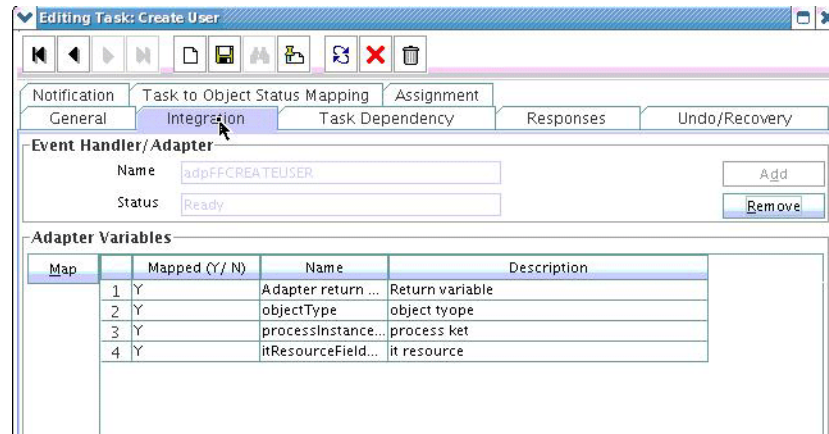 Editing Task: Create User
Notification Task to Object Status Mapping Assignment
General Integration Task Dependency Responses Undo/Recovery
Event Handler/Adapter
Name adpFFCREATEUSER Add
Status Ready Remove
Adapter Variables
Map Mapped (Y/ N) Name Description
1 Y Adapter return ... Return variable
2 Y objectType object tyope
3 Y processInstance... process ket
4 Y itResourceField... it resource